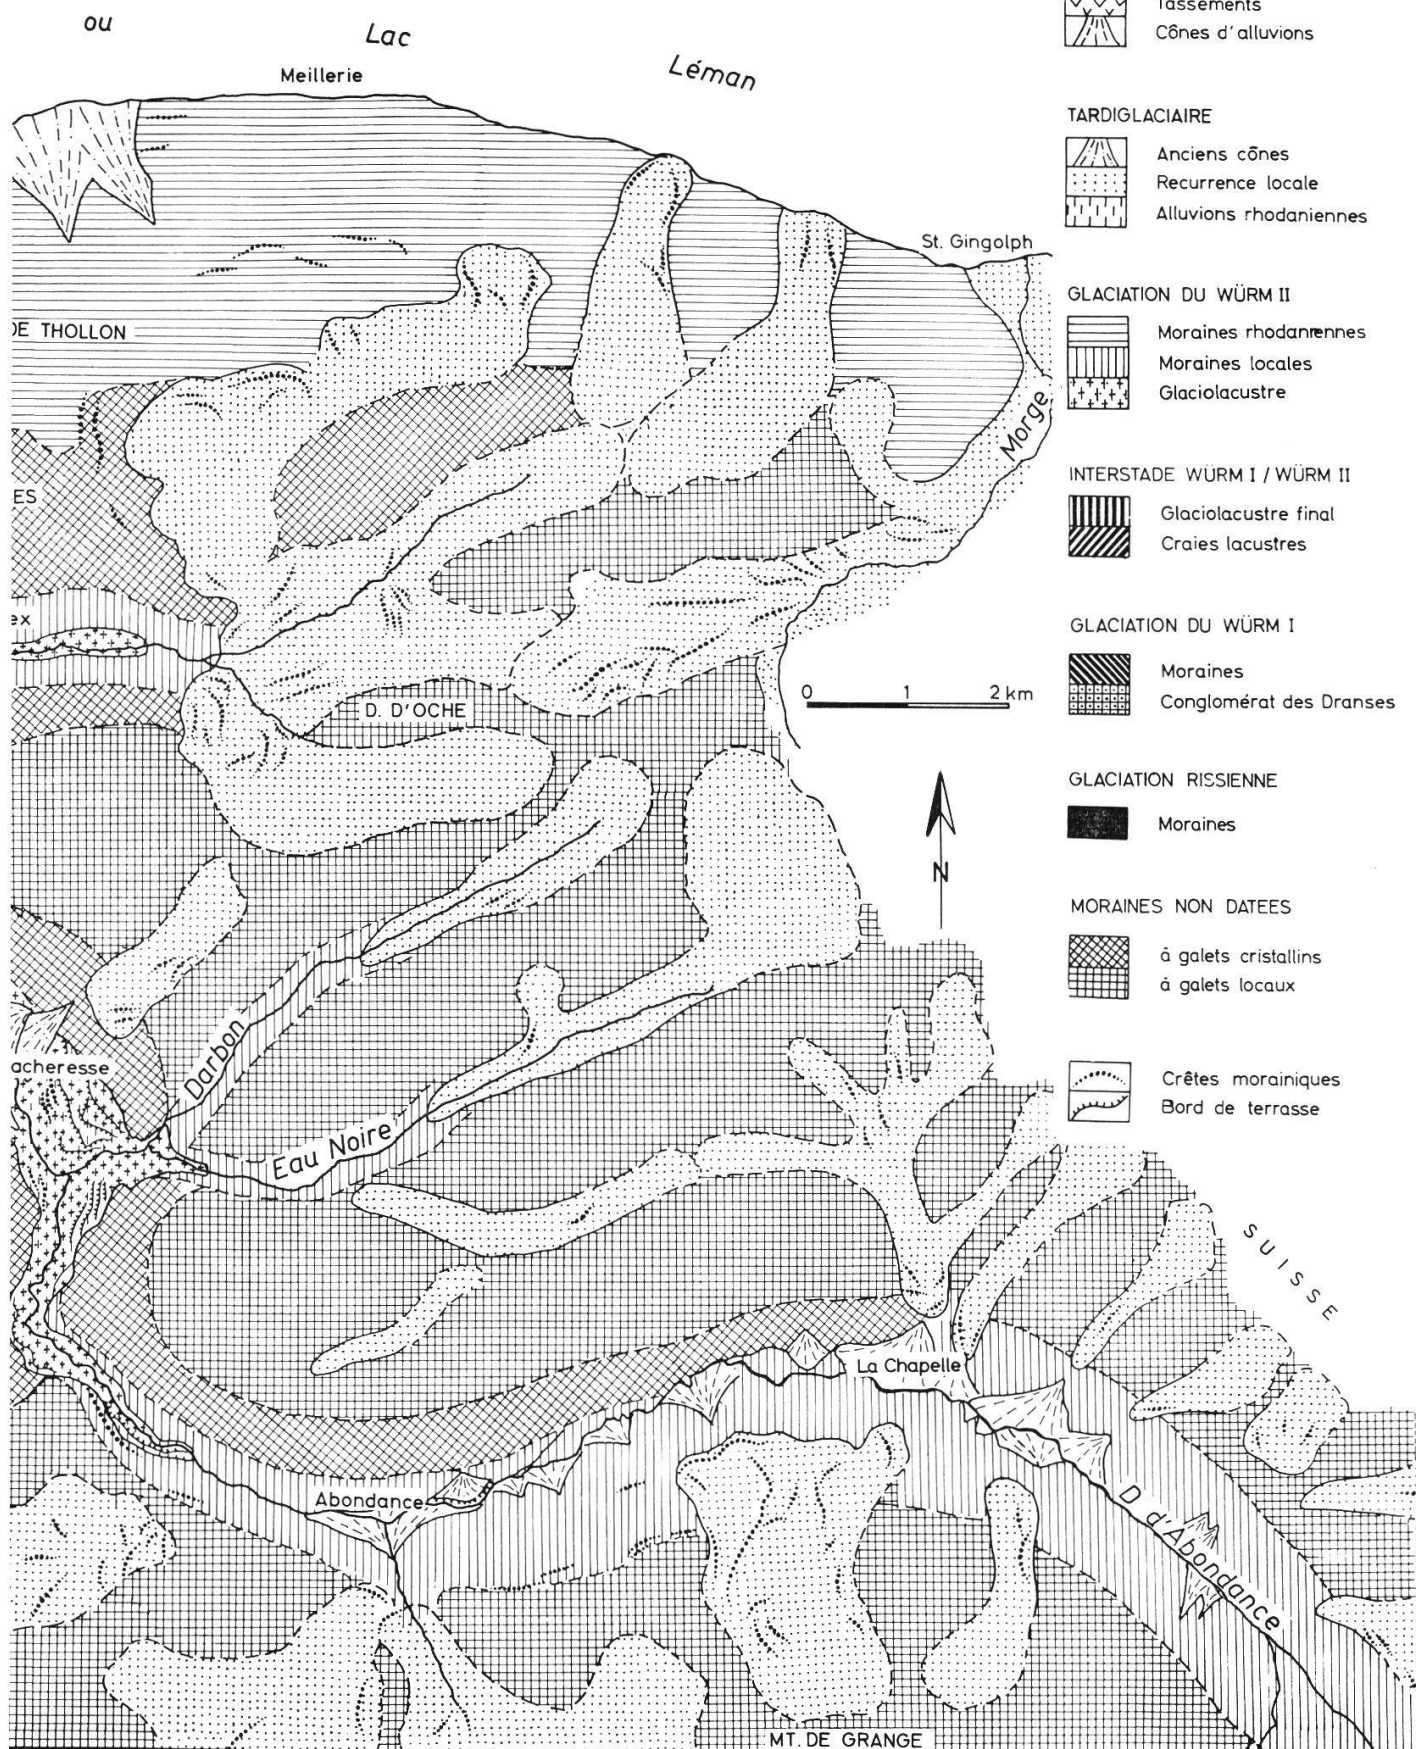 ou
Lac
Léman
Meillerie
St. Gingolph
DE THOLLON
Morge
ES
ex
D. D'OCHE
0 1 2 km
N
acheresse
Darbon
Eau Noire
SUISSE
La Chapelle
Abondance
D. d'Abondance
MT. DE GRANGE
Tassements
Cônes d'alluvions
TARDIGLACIAIRE
Anciens cônes
Recurrence locale
Alluvions rhodaniennes
GLACIATION DU WÜRM II
Moraines rhodaniennes
Moraines locales
Glaciolacustre
INTERSTADE WÜRM I / WÜRM II
Glaciolacustre final
Craies lacustres
GLACIATION DU WÜRM I
Moraines
Conglomérat des Dranses
GLACIATION RISSIENNE
Moraines
MORAINES NON DATEES
à galets cristallins
à galets locaux
Crêtes morainiques
Bord de terrasse